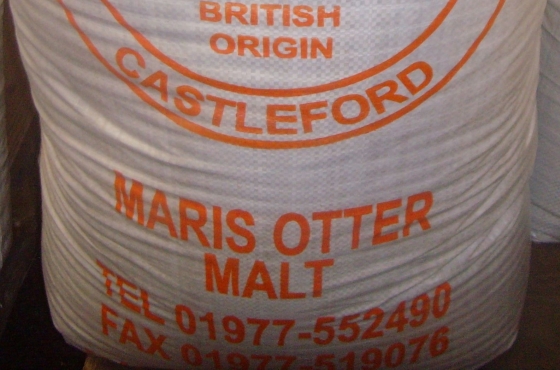 BRITISH
ORIGIN
CASTLEFORD
MARIS OTTER
MALT
TEL 01977-552490
FAX 01977-519076